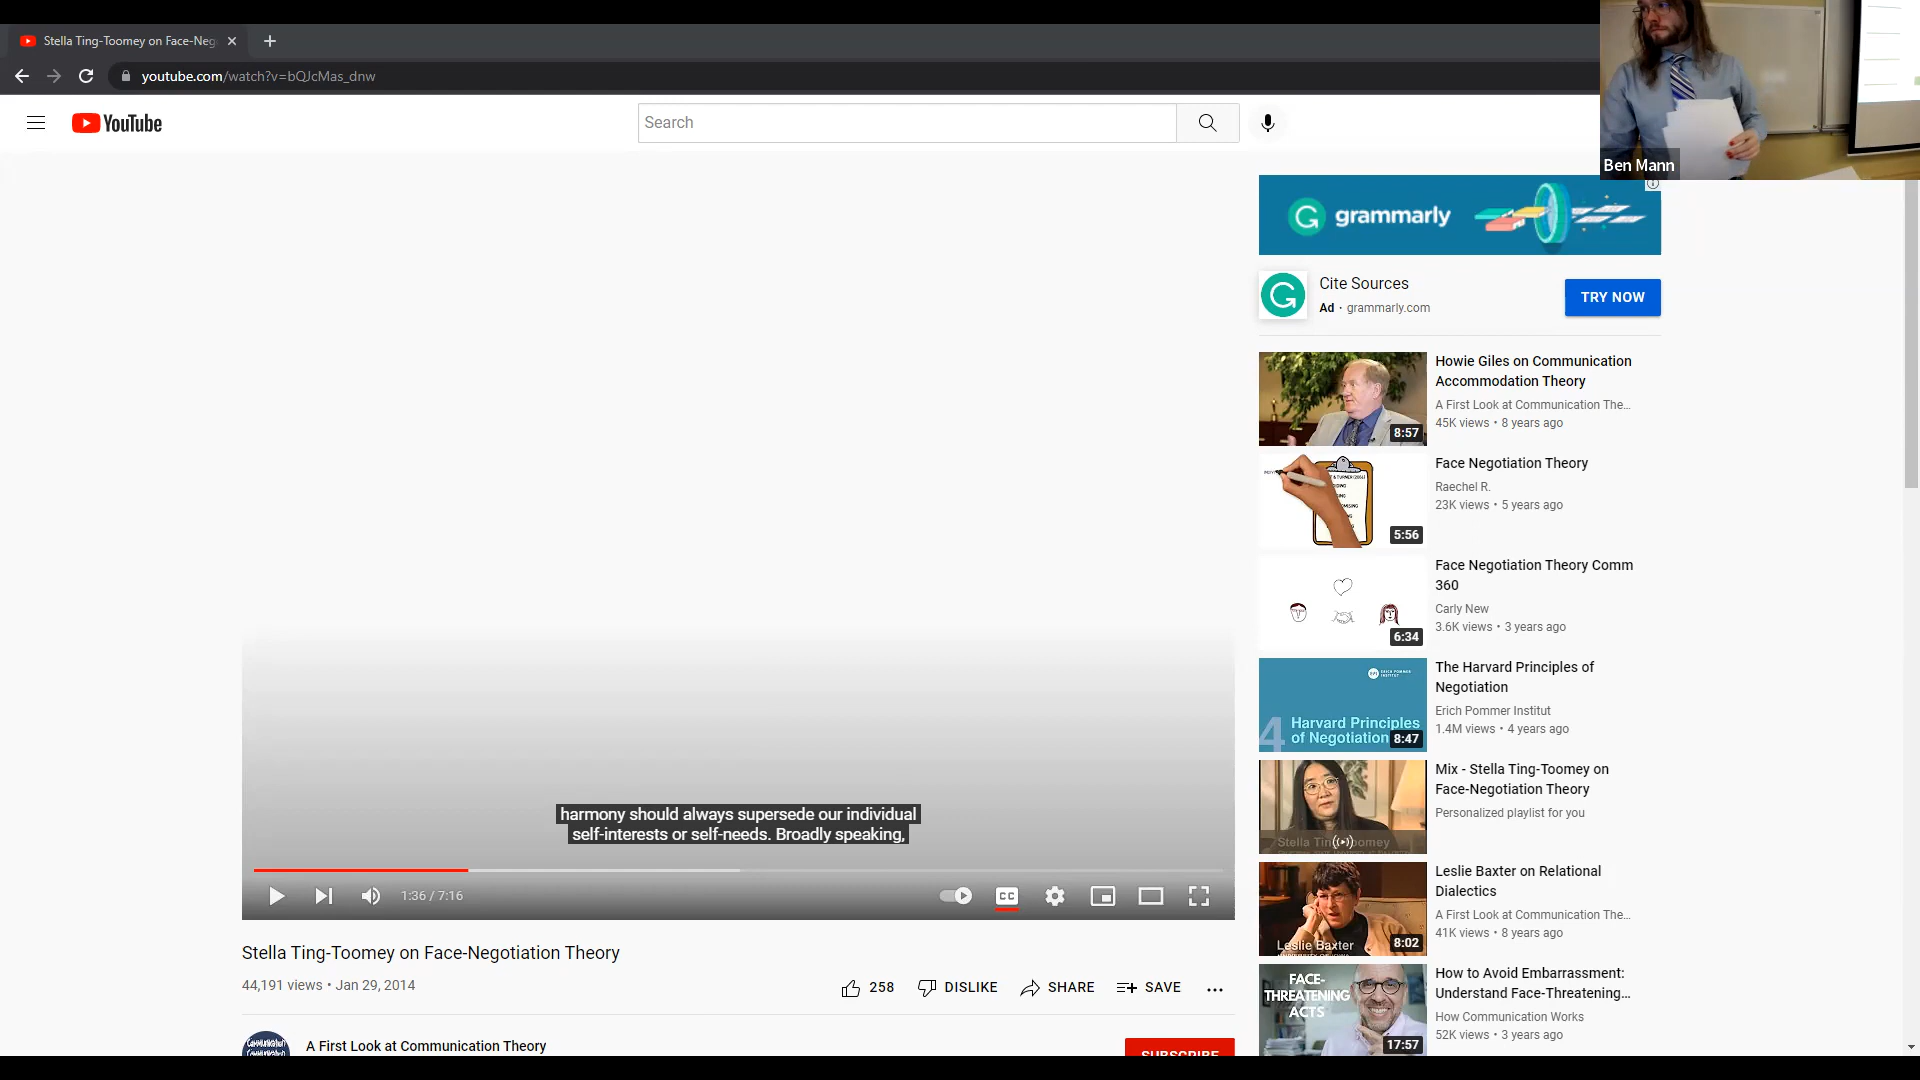 Stella Ting-Toomey on Face-Neg
youtube.com/watch?v=bQJcMas_dnw
YouTube
Search
Ben Mann
grammarly
Cite Sources
Ad · grammarly.com
TRY NOW
Howie Giles on Communication
Accommodation Theory
A First Look at Communication The...
45K views • 8 years ago
8:57
Face Negotiation Theory
Raechel R.
23K views • 5 years ago
5:56
Face Negotiation Theory Comm
360
Carly New
3.6K views • 3 years ago
6:34
The Harvard Principles of
Negotiation
Erich Pommer Institut
1.4M views • 4 years ago
4 Harvard Principles
of Negotiation
8:47
Mix - Stella Ting-Toomey on
Face-Negotiation Theory
Personalized playlist for you
Stella Ting-Toomey
Leslie Baxter on Relational
Dialectics
A First Look at Communication The...
41K views • 8 years ago
Leslie Baxter
8:02
How to Avoid Embarrassment:
Understand Face-Threatening...
How Communication Works
52K views • 3 years ago
FACE-
THREATENING
ACTS
17:57
harmony should always supersede our individual
self-interests or self-needs. Broadly speaking,
1:36 / 7:16
CC
Stella Ting-Toomey on Face-Negotiation Theory
44,191 views • Jan 29, 2014
258 DISLIKE SHARE SAVE
A First Look at Communication Theory
SUBSCRIBE